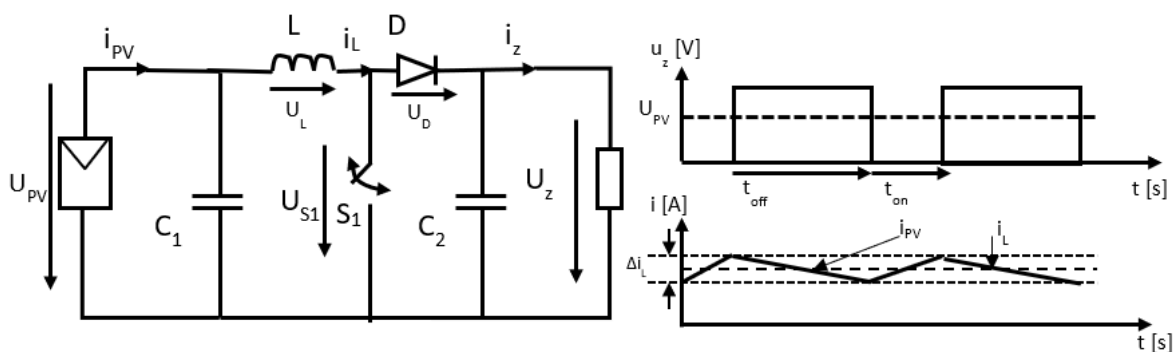 L
D
i_PV
i_L
i_z
U_L
U_D
U_PV
C_1
U_S1
S_1
C_2
U_z
u_z [V]
U_PV
t [s]
t_off
t_on
i [A]
i_PV
i_L
Δi_L
t [s]